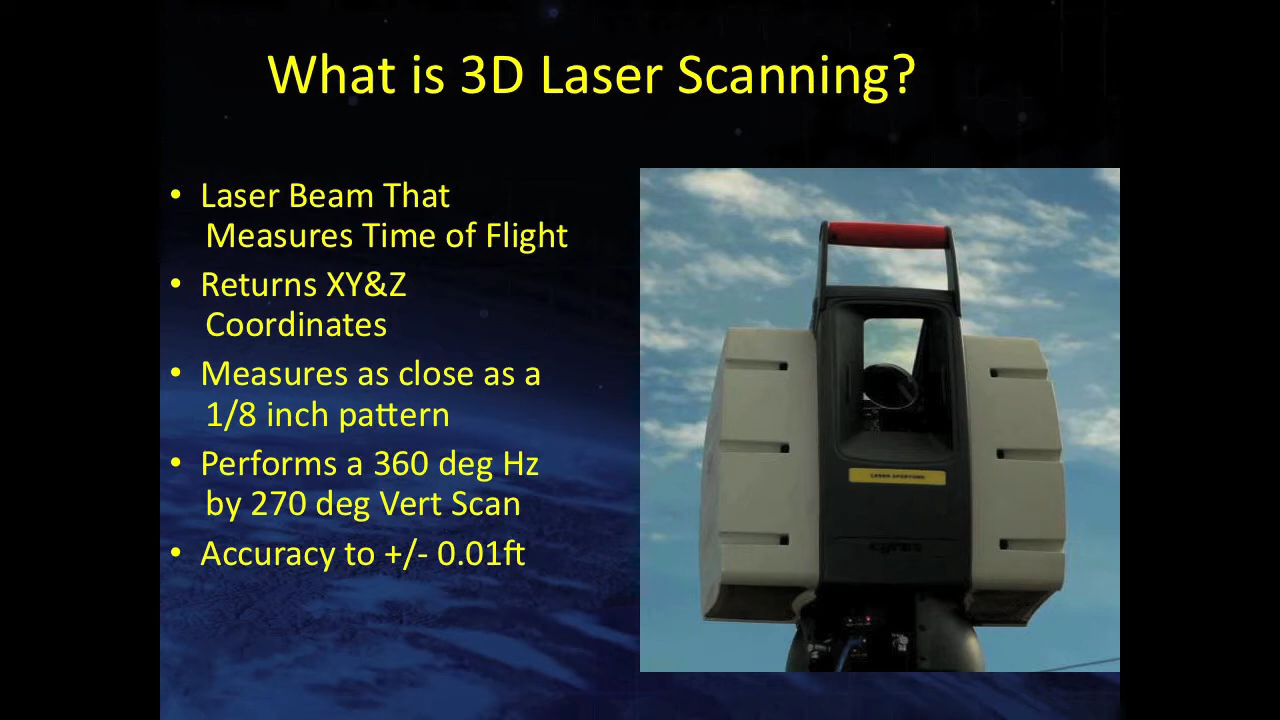 What is 3D Laser Scanning?
• Laser Beam That
Measures Time of Flight
• Returns XY&Z
Coordinates
• Measures as close as a
1/8 inch pattern
• Performs a 360 deg Hz
by 270 deg Vert Scan
• Accuracy to +/- 0.01ft
LASER APERTURE